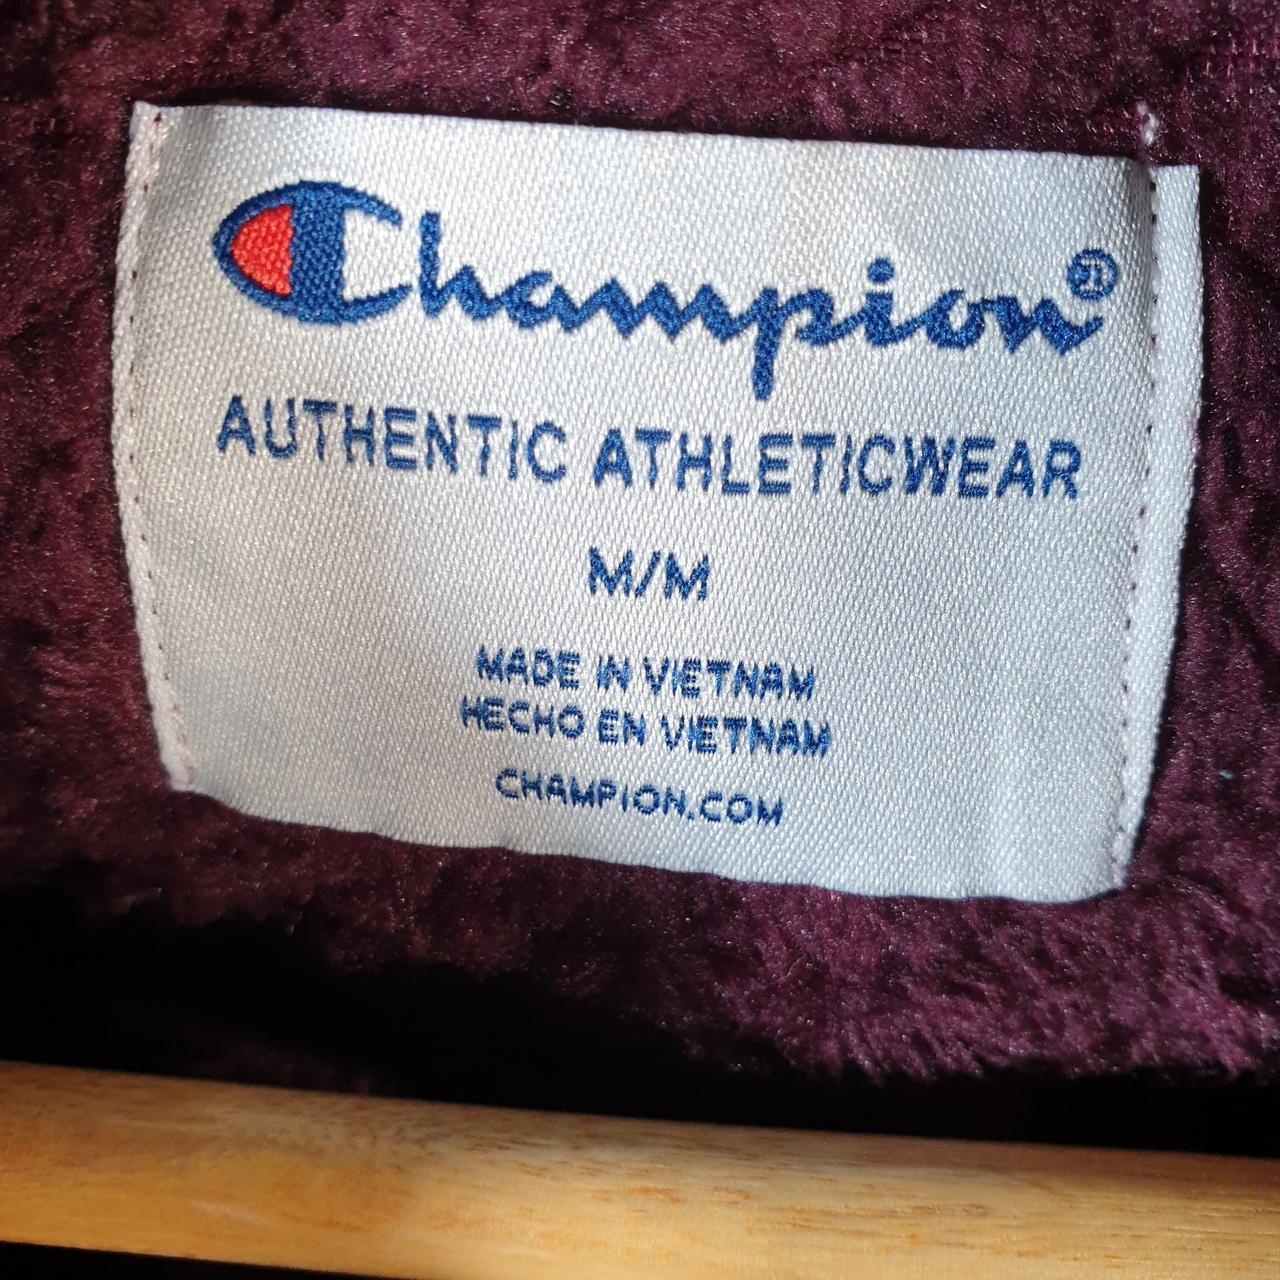 Champion®
AUTHENTIC ATHLETICWEAR
M/M
MADE IN VIETNAM
HECHO EN VIETNAM
CHAMPION.COM